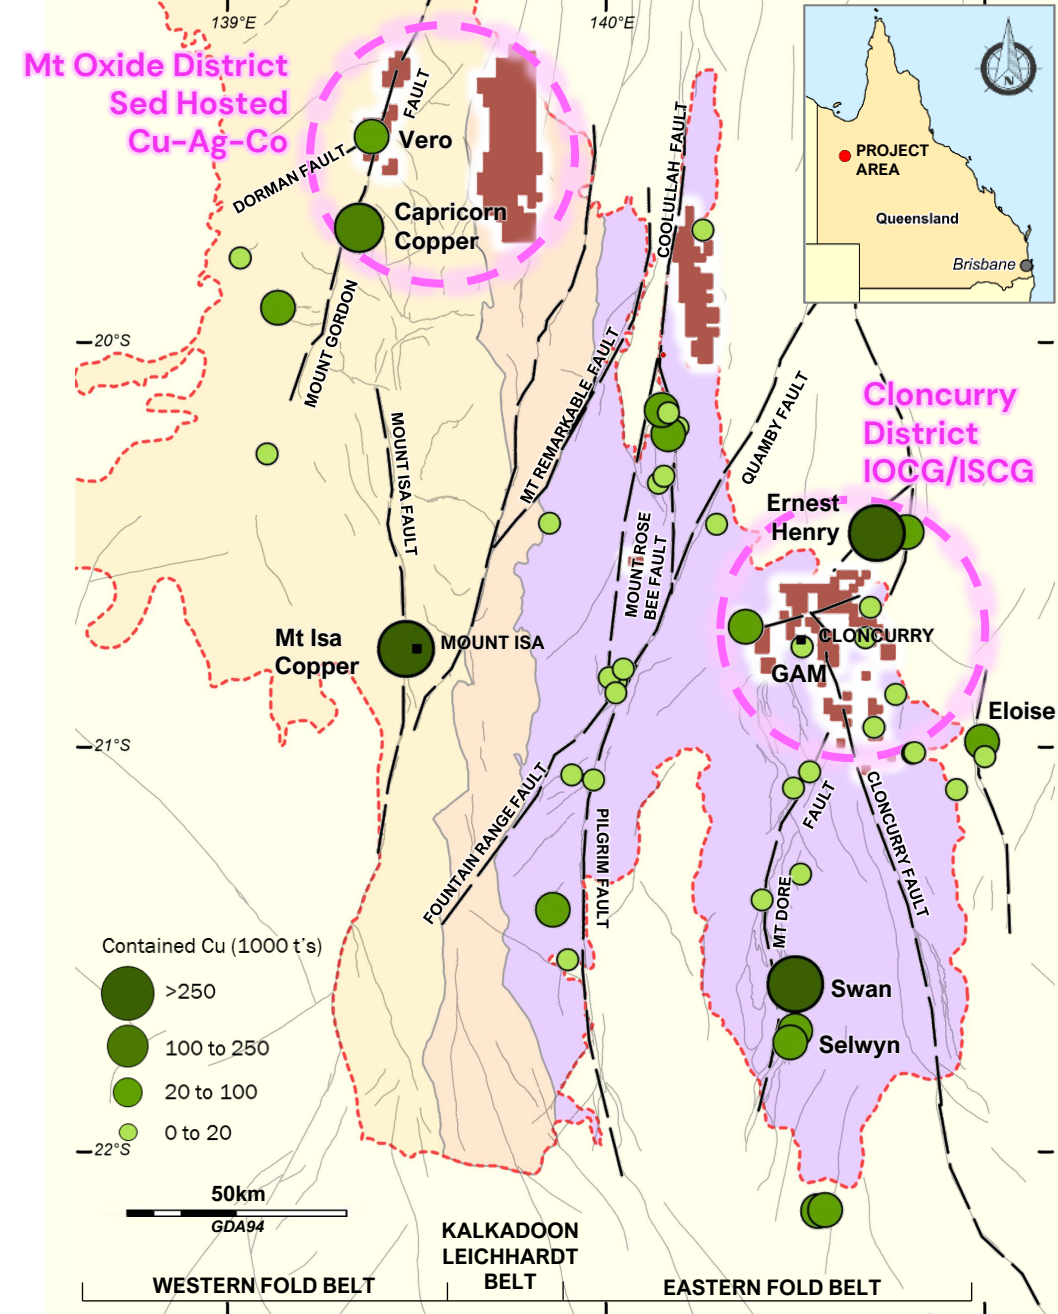 139°E
140°E
Mt Oxide District
Sed Hosted
Cu-Ag-Co
FAULT
Vero
DORMAN FAULT
Capricorn
Copper
COOLULLAH FAULT
N
PROJECT
AREA
Queensland
Brisbane
20°S
MOUNT GORDON
MT REMARKABLE FAULT
QUAMBY FAULT
Cloncurry
District
IOCG/ISCG
MOUNT ISA FAULT
Ernest
Henry
MOUNT ROSE
BEE FAULT
Mt Isa
Copper
MOUNT ISA
CLONCURRY
GAM
Eloise
21°S
FOUNTAIN RANGE FAULT
PILGRIM FAULT
FAULT
MT DORE
CLONCURRY FAULT
Contained Cu (1000 t's)
>250
100 to 250
20 to 100
0 to 20
Swan
Selwyn
22°S
50km
GDA94
WESTERN FOLD BELT
KALKADOON
LEICHHARDT
BELT
EASTERN FOLD BELT